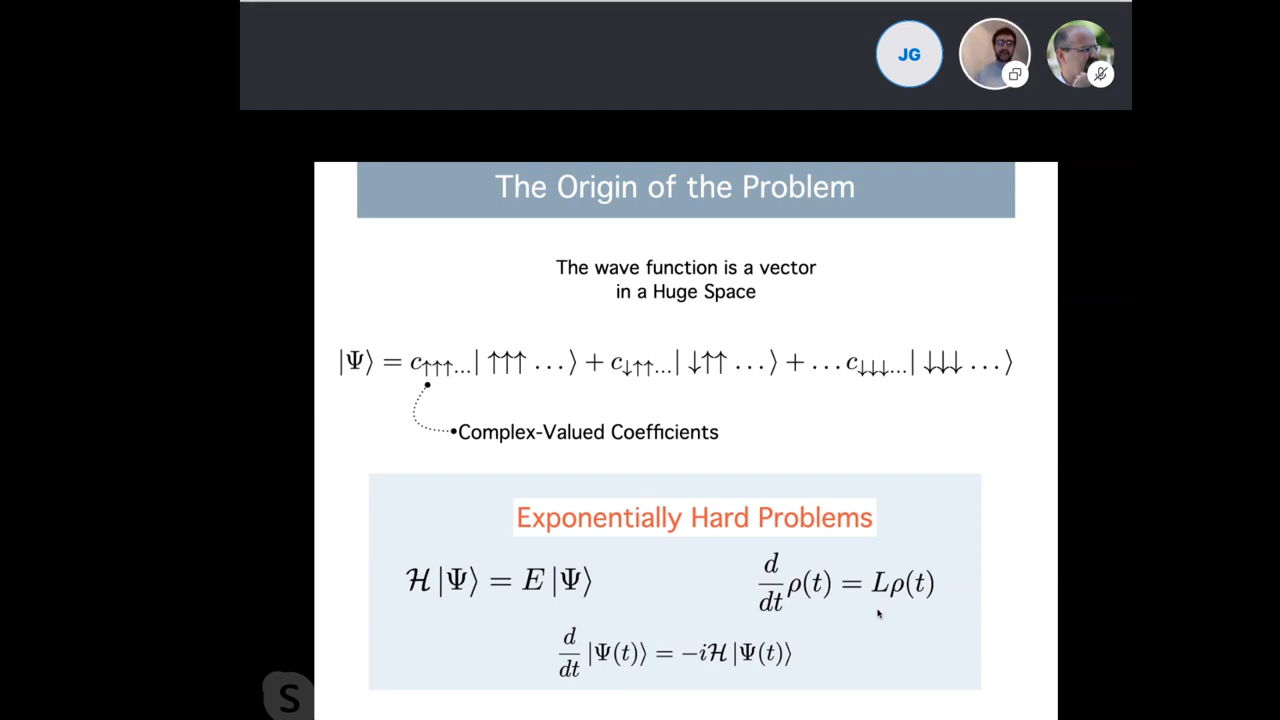 JG
The Origin of the Problem
The wave function is a vector
in a Huge Space
|Ψ⟩ = c↑↑↑...| ↑↑↑ ...⟩ + c↓↑↑...| ↓↑↑ ...⟩ + ... c↓↓↓...| ↓↓↓ ...⟩
•Complex-Valued Coefficients
Exponentially Hard Problems
ℋ|Ψ⟩ = E|Ψ⟩
d/dt ρ(t) = Lρ(t)
d/dt |Ψ(t)⟩ = −iℋ|Ψ(t)⟩
S